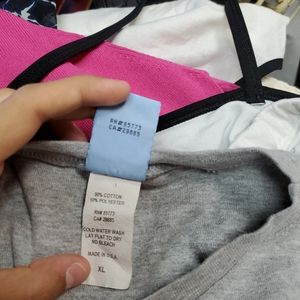 RN# 85773
CA# 29885
90% COTTON
10% POLYESTER
RN# 85773
CA# 29885
COLD WATER WASH
LAY FLAT TO DRY
NO BLEACH
MADE IN U.S.A.
XL